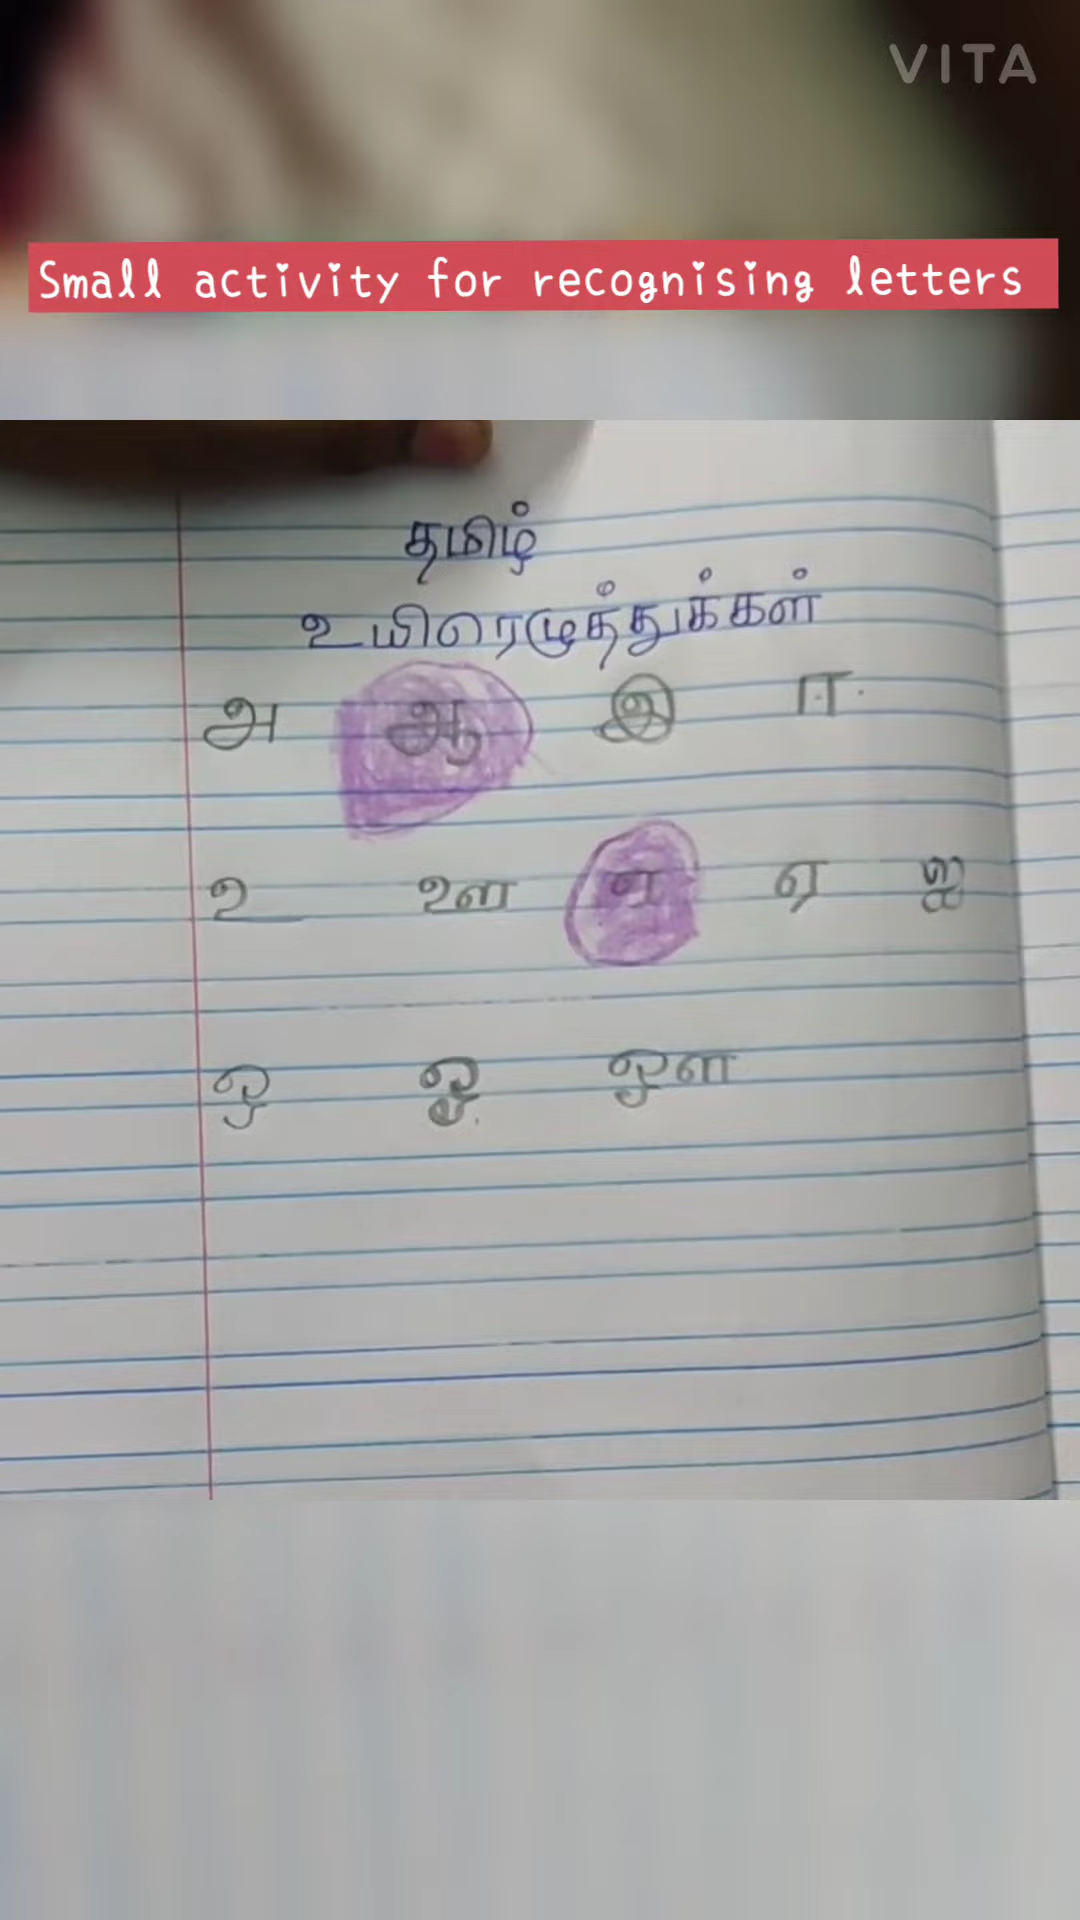 VITA
Small activity for recognising letters
தமிழ்
உயிரெழுத்துக்கள்
அ ஆ இ ஈ
உ ஊ எ ஏ ஐ
ஒ ஓ ஔ